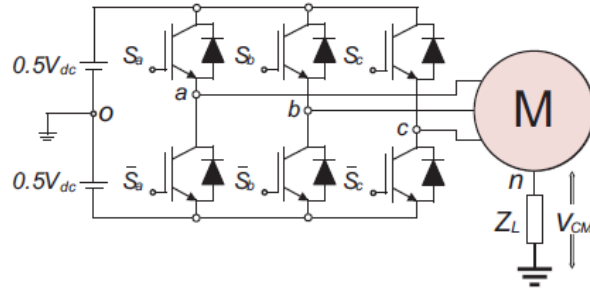 0.5V_dc
S_a
S_b
S_c
a
o
b
c
M
0.5V_dc
S̄_a
S̄_b
S̄_c
n
Z_L
V_CM